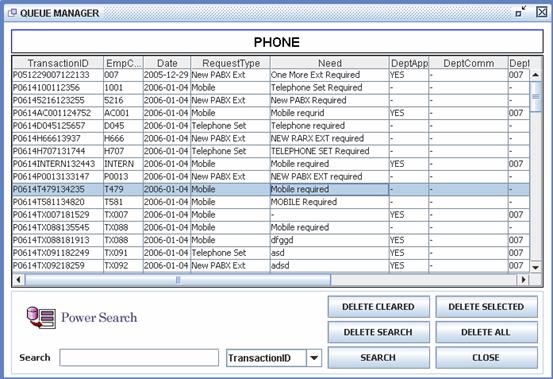 QUEUE MANAGER
PHONE
TransactionID EmpC... Date RequestType Need DeptApp DeptComm Dept
P051229007122133 007 2005-12-29 New PABX Ext One More Ext Required YES - 007
P0614100112356 1001 2006-01-04 Mobile Telephone Set Required - - -
P06145216123255 5216 2006-01-04 New PABX Ext New PABX Required - - -
P0614AC001124752 AC001 2006-01-04 Mobile Mobile requrid YES - 007
P0614D045125657 D045 2006-01-04 Telephone Set Telephone required - - -
P0614H66613937 H666 2006-01-04 New PABX Ext NEW RARX EXT required - - -
P0614H707131744 H707 2006-01-04 Telephone Set TELEPHONE SET Required - - -
P0614INTERN132443 INTERN 2006-01-04 Mobile Mobile required YES - 007
P0614P0013133147 P0013 2006-01-04 New PABX Ext NEW PABX EXT required - - -
P0614T479134235 T479 2006-01-04 Mobile Mobile required - - -
P0614T581134820 T581 2006-01-04 Mobile MOBILE Required - - -
P0614TX007181529 TX007 2006-01-04 Mobile - YES - 007
P0614TX088135545 TX088 2006-01-04 Mobile Mobile required - - -
P0614TX088181913 TX088 2006-01-04 Mobile dfggd YES - 007
P0614TX091182249 TX091 2006-01-04 Telephone Set asd YES - 007
P0614TX09218259 TX092 2006-01-04 New PABX Ext adsd YES - 007
Power Search
DELETE CLEARED DELETE SELECTED
DELETE SEARCH DELETE ALL
Search TransactionID SEARCH CLOSE